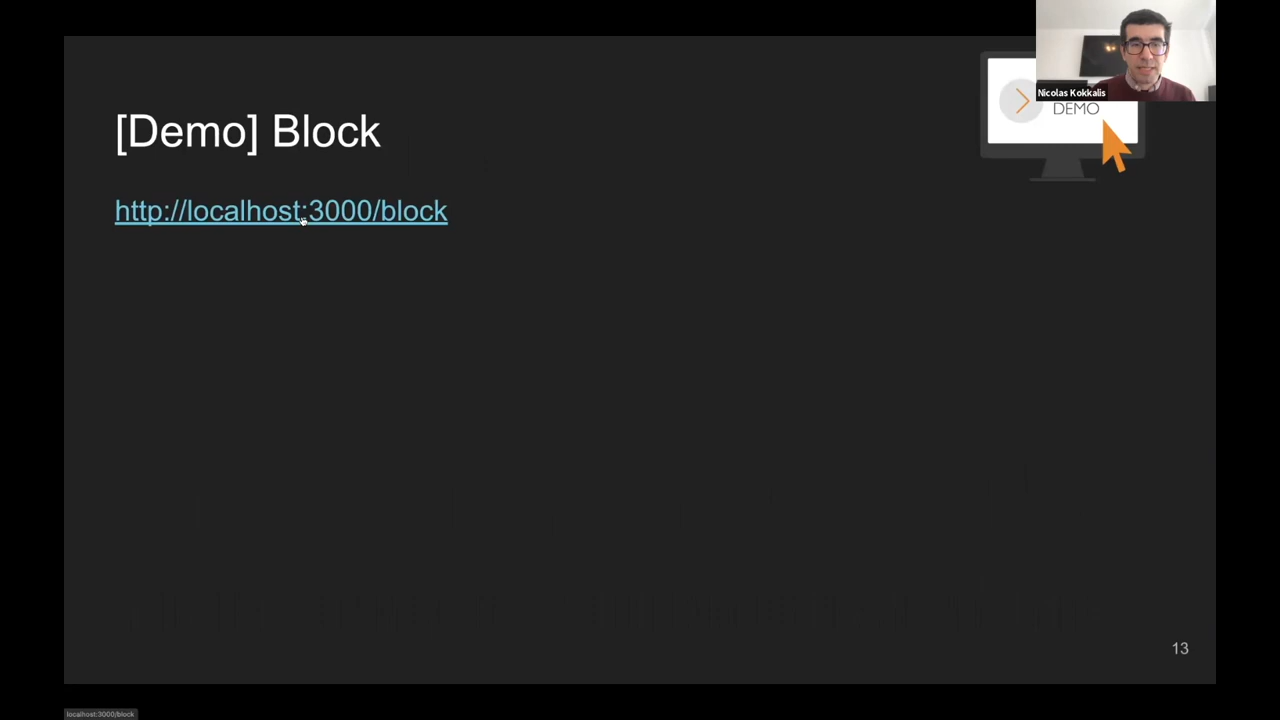 Nicolas Kokkalis
DEMO
[Demo] Block
http://localhost:3000/block
13
localhost:3000/block